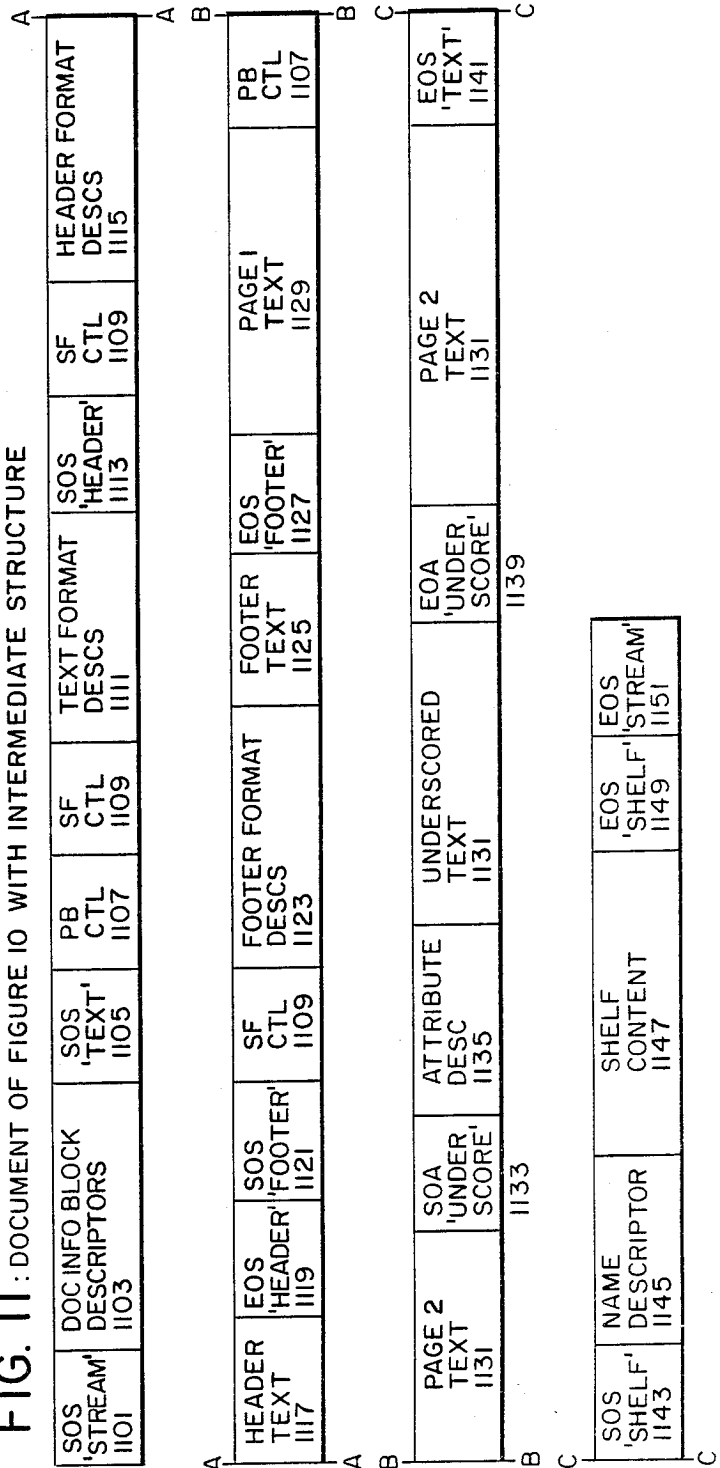 FIG. 11 : DOCUMENT OF FIGURE 10 WITH INTERMEDIATE STRUCTURE
A
SOS
'STREAM'
1101
DOC INFO BLOCK
DESCRIPTORS
1103
SOS
'TEXT'
1105
PB
CTL
1107
SF
CTL
1109
TEXT FORMAT
DESCS
1111
SOS
'HEADER'
1113
SF
CTL
1109
HEADER FORMAT
DESCS
1115
A
A
B
HEADER
TEXT
1117
EOS
'HEADER'
1119
SOS
'FOOTER'
1121
SF
CTL
1109
FOOTER FORMAT
DESCS
1123
FOOTER
TEXT
1125
EOS
'FOOTER'
1127
PAGE 1
TEXT
1129
PB
CTL
1107
A
B
B
C
PAGE 2
TEXT
1131
SOA
'UNDER
SCORE'
1133
ATTRIBUTE
DESC
1135
UNDERSCORED
TEXT
1131
EOA
'UNDER
SCORE'
1139
PAGE 2
TEXT
1131
EOS
'TEXT'
1141
B
C
C
SOS
'SHELF'
1143
NAME
DESCRIPTOR
1145
SHELF
CONTENT
1147
EOS
'SHELF'
1149
EOS
'STREAM'
1151
C